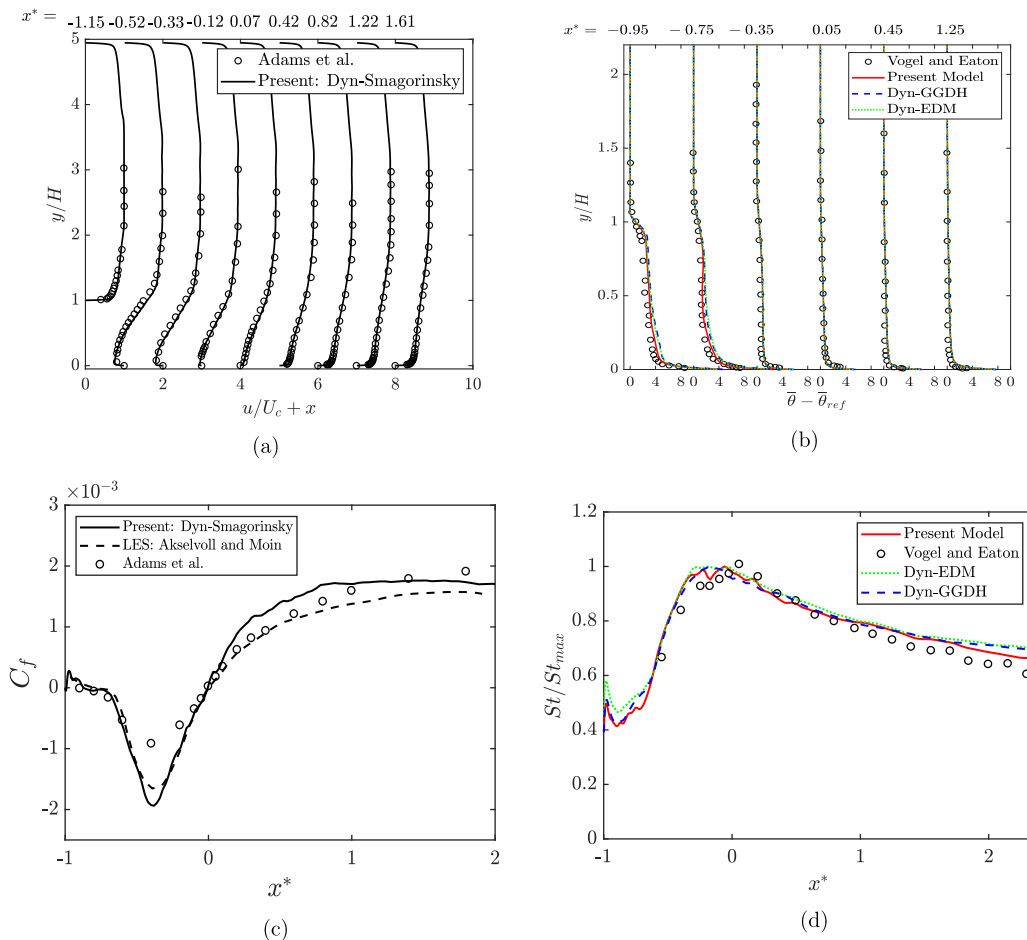 x* =
-1.15 -0.52 -0.33 -0.12 0.07 0.42 0.82 1.22 1.61
5
4
3
2
1
0
y/H
Adams et al.
Present: Dyn-Smagorinsky
0 2 4 6 8 10
u/U_c + x
(a)
x* = −0.95 −0.75 −0.35 0.05 0.45 1.25
2
1.5
1
0.5
0
y/H
Vogel and Eaton
Present Model
Dyn-GGDH
Dyn-EDM
0 4 8 0 4 8 0 4 8 0 4 8 0 4 8 0 4 8
θ̅ − θ̅_ref
(b)
×10⁻³
3
2
1
0
-1
-2
C_f
Present: Dyn-Smagorinsky
LES: Akselvoll and Moin
Adams et al.
-1 0 1 2
x*
(c)
1.2
1
0.8
0.6
0.4
0.2
0
St/St_max
Present Model
Vogel and Eaton
Dyn-EDM
Dyn-GGDH
-1 0 1 2
x*
(d)